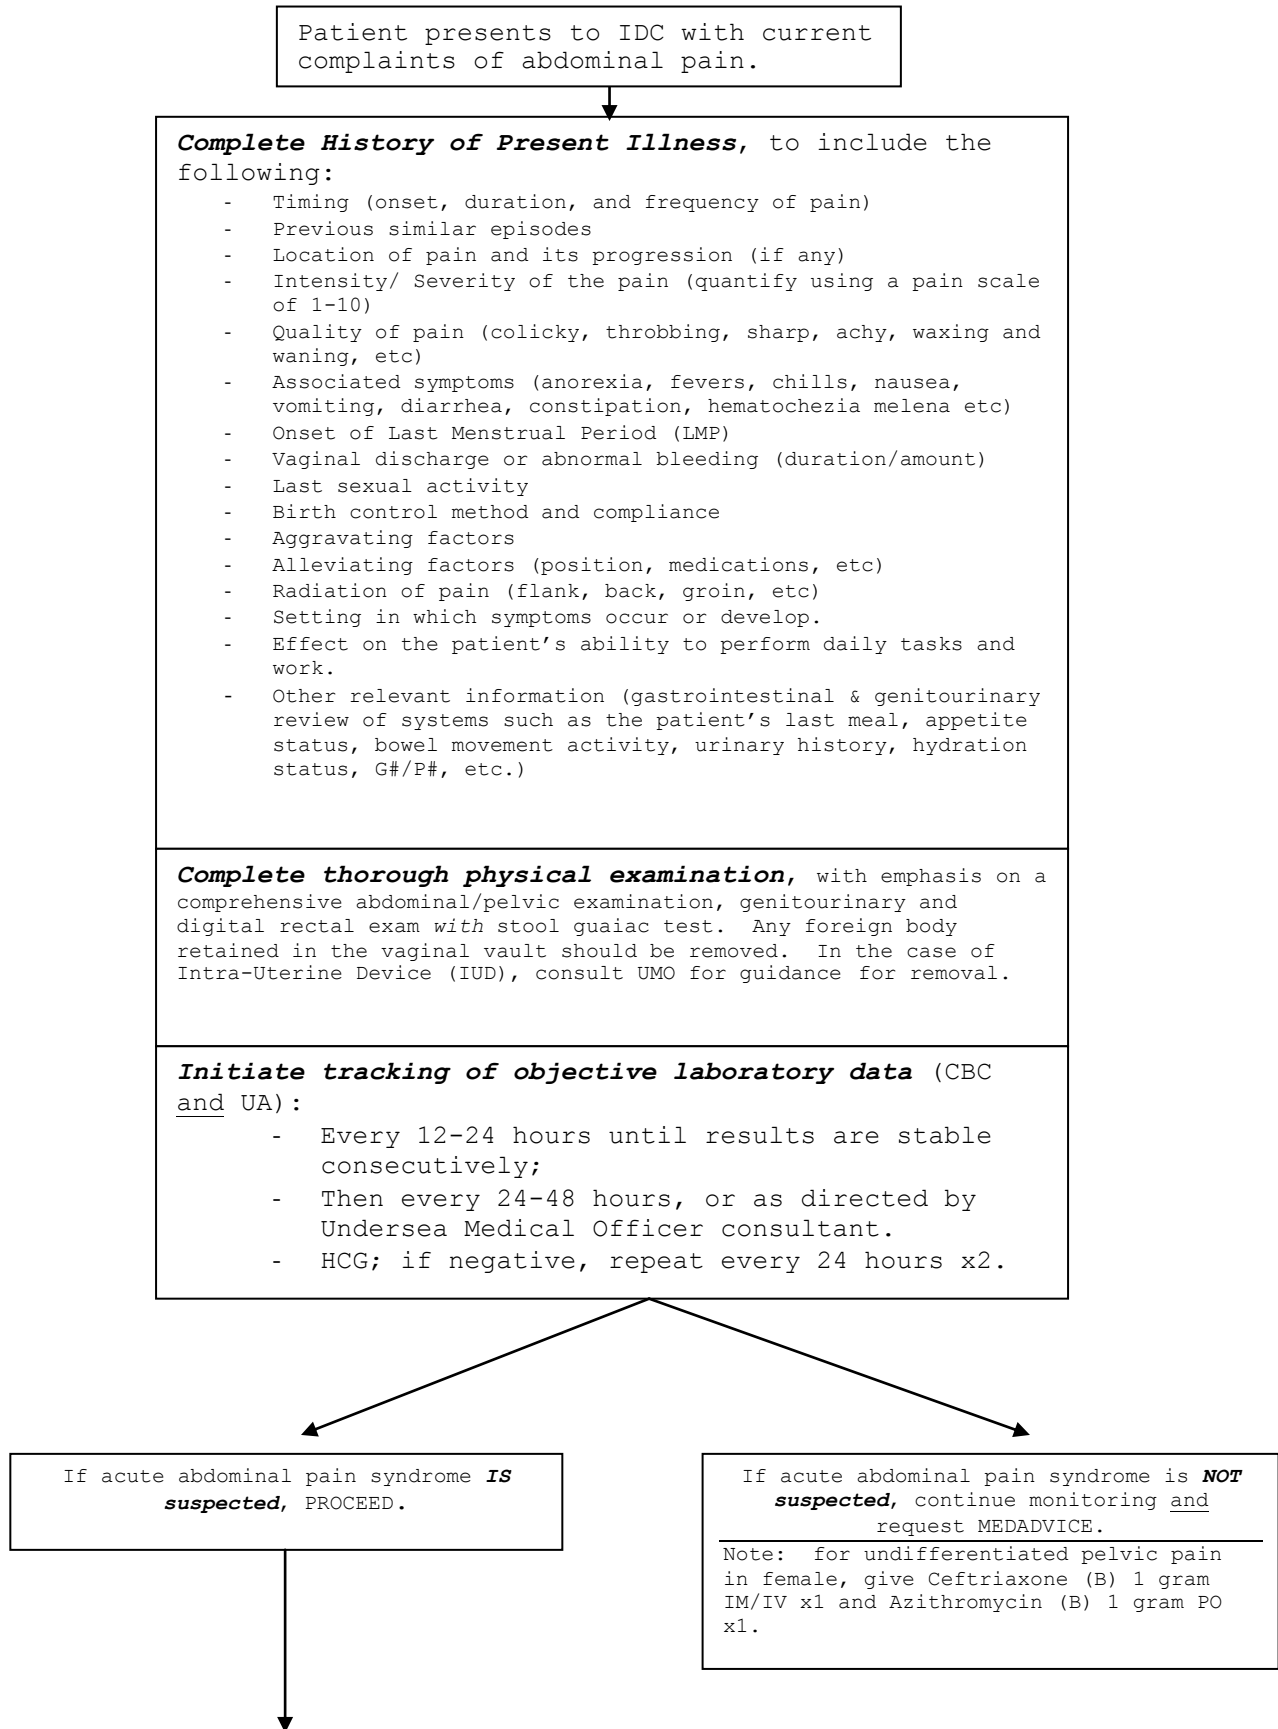 Patient presents to IDC with current
complaints of abdominal pain.
Complete History of Present Illness, to include the
following:
- Timing (onset, duration, and frequency of pain)
- Previous similar episodes
- Location of pain and its progression (if any)
- Intensity/ Severity of the pain (quantify using a pain scale
of 1-10)
- Quality of pain (colicky, throbbing, sharp, achy, waxing and
waning, etc)
- Associated symptoms (anorexia, fevers, chills, nausea,
vomiting, diarrhea, constipation, hematochezia melena etc)
- Onset of Last Menstrual Period (LMP)
- Vaginal discharge or abnormal bleeding (duration/amount)
- Last sexual activity
- Birth control method and compliance
- Aggravating factors
- Alleviating factors (position, medications, etc)
- Radiation of pain (flank, back, groin, etc)
- Setting in which symptoms occur or develop.
- Effect on the patient’s ability to perform daily tasks and
work.
- Other relevant information (gastrointestinal & genitourinary
review of systems such as the patient’s last meal, appetite
status, bowel movement activity, urinary history, hydration
status, G#/P#, etc.)
Complete thorough physical examination, with emphasis on a
comprehensive abdominal/pelvic examination, genitourinary and
digital rectal exam with stool guaiac test. Any foreign body
retained in the vaginal vault should be removed. In the case of
Intra-Uterine Device (IUD), consult UMO for guidance for removal.
Initiate tracking of objective laboratory data (CBC
and UA):
- Every 12-24 hours until results are stable
consecutively;
- Then every 24-48 hours, or as directed by
Undersea Medical Officer consultant.
- HCG; if negative, repeat every 24 hours x2.
If acute abdominal pain syndrome IS
suspected, PROCEED.
If acute abdominal pain syndrome is NOT
suspected, continue monitoring and
request MEDADVICE.
Note: for undifferentiated pelvic pain
in female, give Ceftriaxone (B) 1 gram
IM/IV x1 and Azithromycin (B) 1 gram PO
x1.